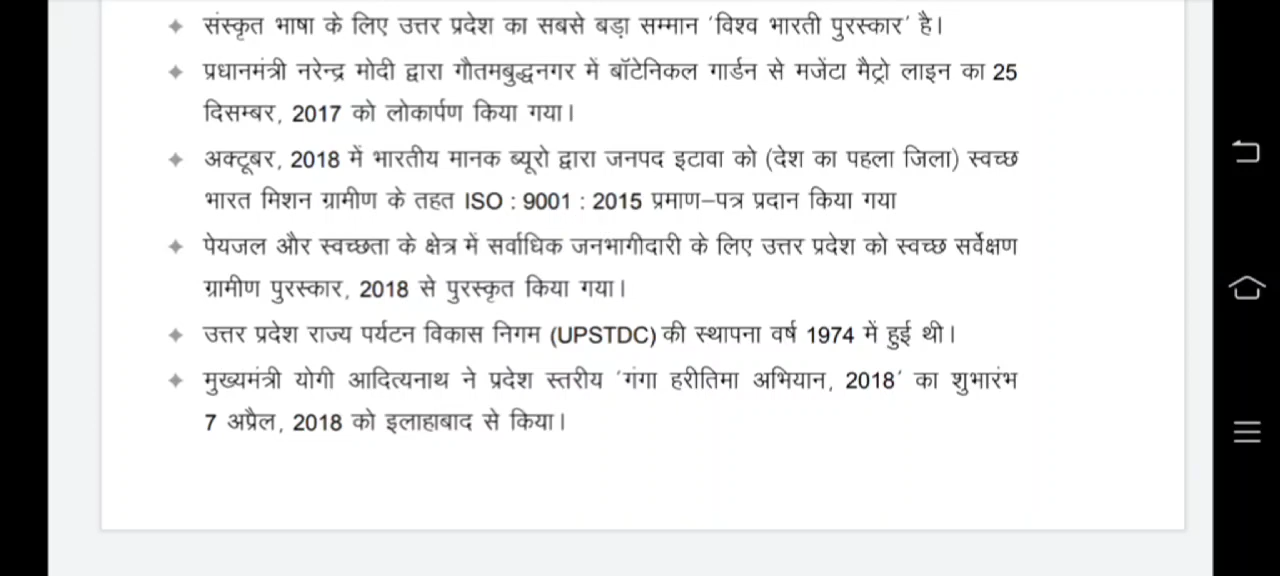 संस्कृत भाषा के लिए उत्तर प्रदेश का सबसे बड़ा सम्मान 'विश्व भारती पुरस्कार' है।
प्रधानमंत्री नरेन्द्र मोदी द्वारा गौतमबुद्धनगर में बॉटेनिकल गार्डन से मजेंटा मैट्रो लाइन का 25
दिसम्बर, 2017 को लोकार्पण किया गया।
अक्टूबर, 2018 में भारतीय मानक ब्यूरो द्वारा जनपद इटावा को (देश का पहला जिला) स्वच्छ
भारत मिशन ग्रामीण के तहत ISO : 9001 : 2015 प्रमाण–पत्र प्रदान किया गया
पेयजल और स्वच्छता के क्षेत्र में सर्वाधिक जनभागीदारी के लिए उत्तर प्रदेश को स्वच्छ सर्वेक्षण
ग्रामीण पुरस्कार, 2018 से पुरस्कृत किया गया।
उत्तर प्रदेश राज्य पर्यटन विकास निगम (UPSTDC) की स्थापना वर्ष 1974 में हुई थी।
मुख्यमंत्री योगी आदित्यनाथ ने प्रदेश स्तरीय 'गंगा हरीतिमा अभियान, 2018' का शुभारंभ
7 अप्रैल, 2018 को इलाहाबाद से किया।